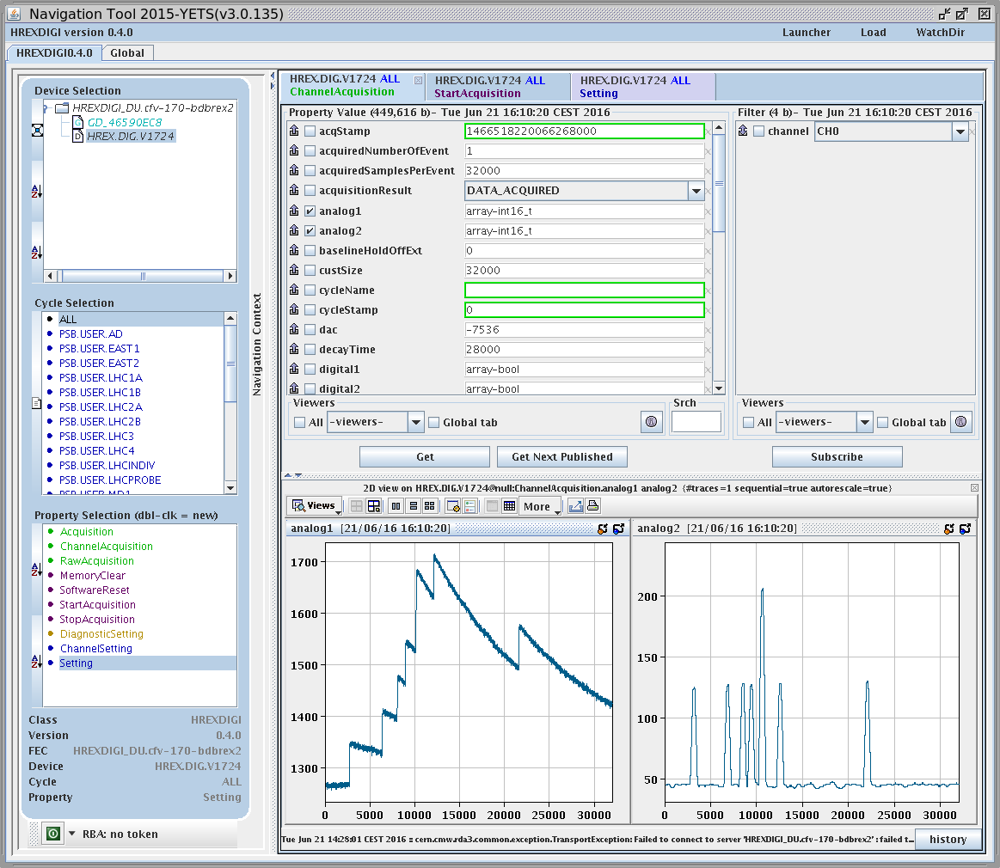 Navigation Tool 2015-YETS(v3.0.135)
HREXDIGI version 0.4.0
Launcher Load WatchDir
HREXDIGI0.4.0 Global
Device Selection
HREXDIGI_DU.cfv-170-bdbrex2
GD_46590EC8
HREX.DIG.V1724
Cycle Selection
ALL
PSB.USER.AD
PSB.USER.EAST1
PSB.USER.EAST2
PSB.USER.LHC1A
PSB.USER.LHC1B
PSB.USER.LHC2A
PSB.USER.LHC2B
PSB.USER.LHC3
PSB.USER.LHC4
PSB.USER.LHCINDIV
PSB.USER.LHCPROBE
PSB.USER.MD1
Property Selection (dbl-clk = new)
Acquisition
ChannelAcquisition
RawAcquisition
MemoryClear
SoftwareReset
StartAcquisition
StopAcquisition
DiagnosticSetting
ChannelSetting
Setting
Class HREXDIGI
Version 0.4.0
FEC HREXDIGI_DU.cfv-170-bdbrex2
Device HREX.DIG.V1724
Cycle ALL
Property Setting
RBA: no token
Navigation Context
HREX.DIG.V1724 ALL
ChannelAcquisition
HREX.DIG.V1724 ALL
StartAcquisition
HREX.DIG.V1724 ALL
Setting
Property Value (449,616 b)- Tue Jun 21 16:10:20 CEST 2016
acqStamp 1466518220066268000
acquiredNumberOfEvent 1
acquiredSamplesPerEvent 32000
acquisitionResult DATA_ACQUIRED
analog1 array-int16_t
analog2 array-int16_t
baselineHoldOffExt 0
custSize 32000
cycleName
cycleStamp 0
dac -7536
decayTime 28000
digital1 array-bool
digital2 array-bool
Viewers
All -viewers- Global tab
Srch
Filter (4 b)- Tue Jun 21 16:10:20 CEST 2016
channel CH0
Viewers
All -viewers- Global tab
Get Get Next Published Subscribe
2D view on HREX.DIG.V1724@null:ChannelAcquisition.analog1 analog2 {#traces=1 sequential=true autorescale=true}
Views More
analog1 [21/06/16 16:10:20]
1700
1600
1500
1400
1300
0 5000 10000 15000 20000 25000 30000
analog2 [21/06/16 16:10:20]
200
150
100
50
0 5000 10000 15000 20000 25000 30000
Tue Jun 21 14:28:01 CEST 2016 :: cern.cmw.rda3.common.exception.TransportException: Failed to connect to server 'HREXDIGI_DU.cfv-170-bdbrex2' : failed t...
history